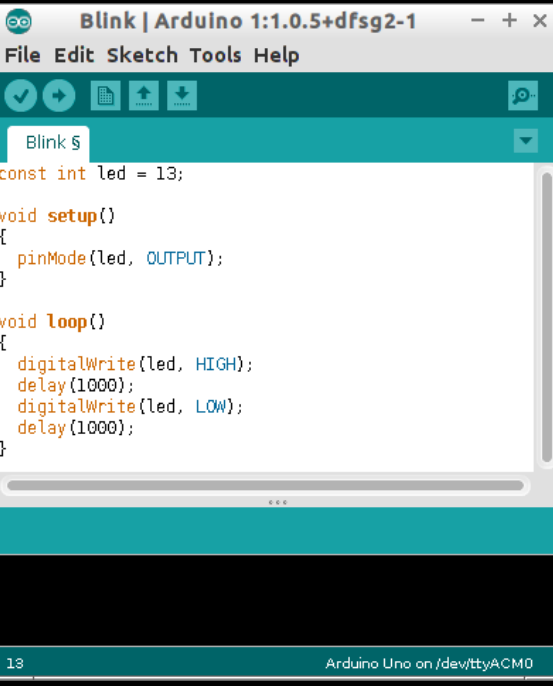 Blink | Arduino 1:1.0.5+dfsg2-1
File Edit Sketch Tools Help
Blink §
const int led = 13;
void setup()
{
pinMode(led, OUTPUT);
}
void loop()
{
digitalWrite(led, HIGH);
delay(1000);
digitalWrite(led, LOW);
delay(1000);
}
13 Arduino Uno on /dev/ttyACM0